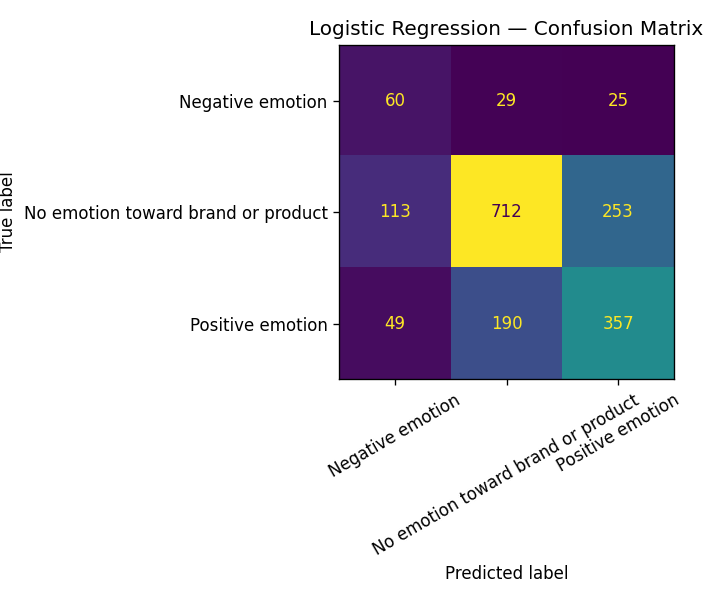 Logistic Regression — Confusion Matrix
True label
Negative emotion
60 29 25
No emotion toward brand or product
113 712 253
Positive emotion
49 190 357
Negative emotion
No emotion toward brand or product
Positive emotion
Predicted label